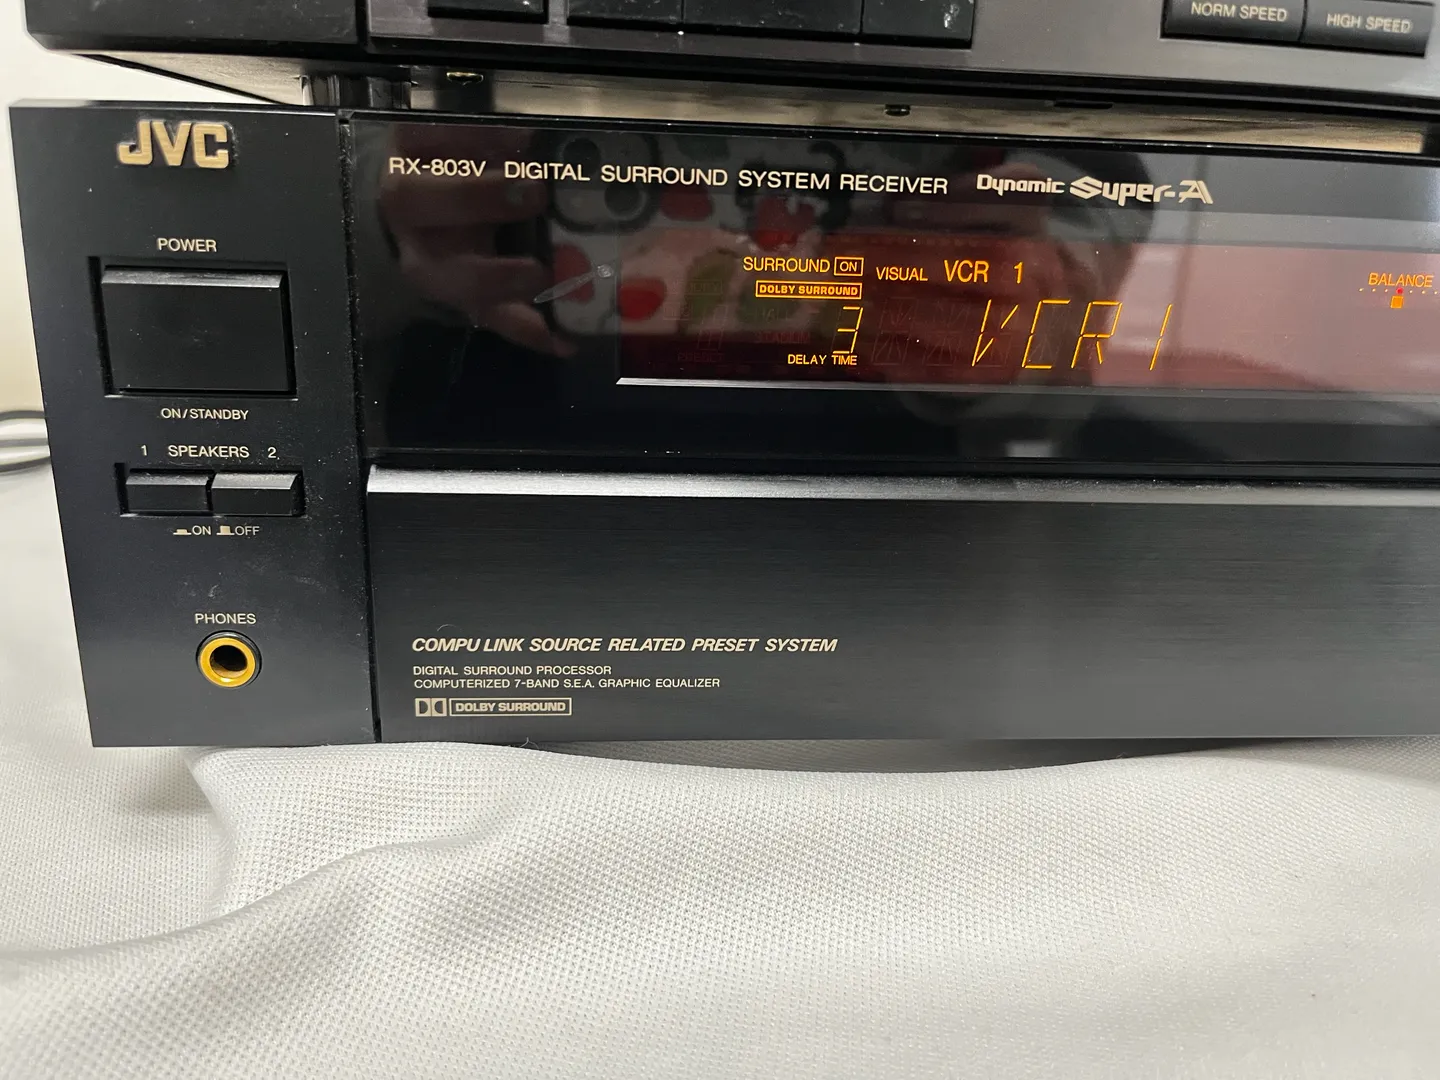 NORM SPEED HIGH SPEED
JVC
RX-803V DIGITAL SURROUND SYSTEM RECEIVER Dynamic Super-A
POWER
SURROUND ON VISUAL VCR 1
BALANCE
DOLBY SURROUND
3 VCR1
DELAY TIME
ON/STANDBY
1 SPEAKERS 2
ON OFF
PHONES
COMPU LINK SOURCE RELATED PRESET SYSTEM
DIGITAL SURROUND PROCESSOR
COMPUTERIZED 7-BAND S.E.A. GRAPHIC EQUALIZER
DOLBY SURROUND